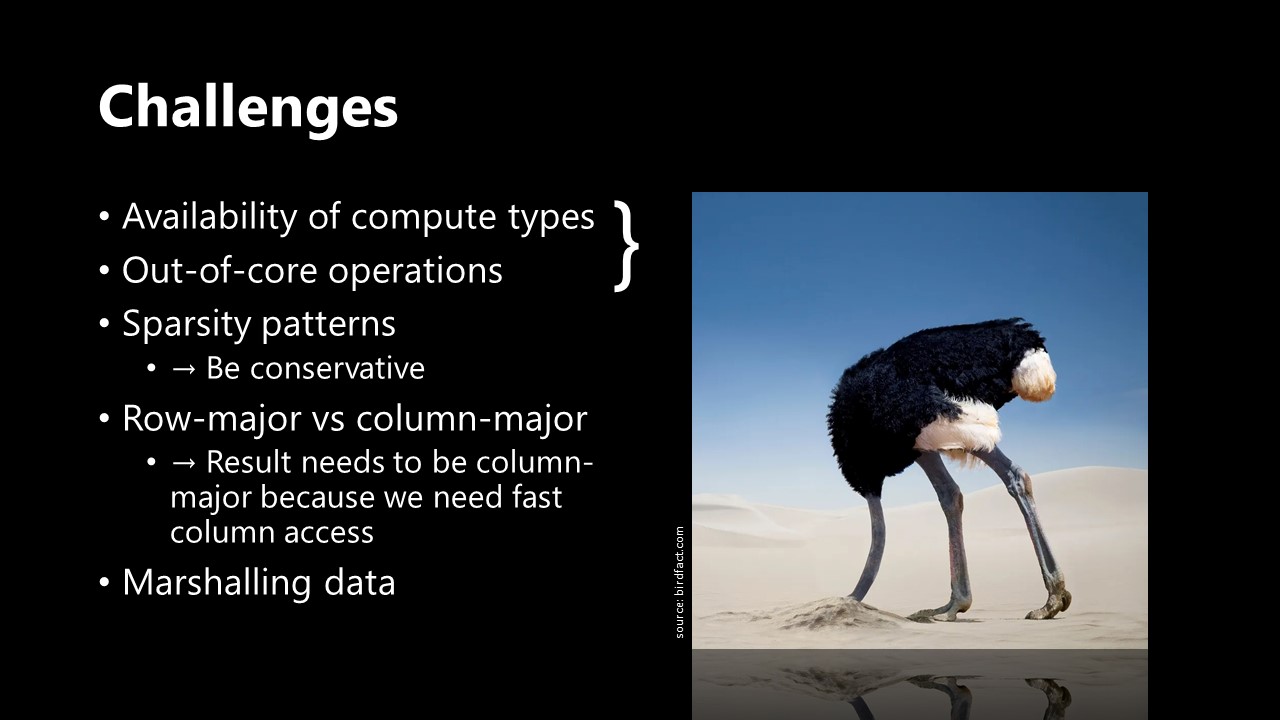 Challenges
• Availability of compute types }
• Out-of-core operations
• Sparsity patterns
• → Be conservative
• Row-major vs column-major
• → Result needs to be column-
major because we need fast
column access
• Marshalling data
source: birdfact.com